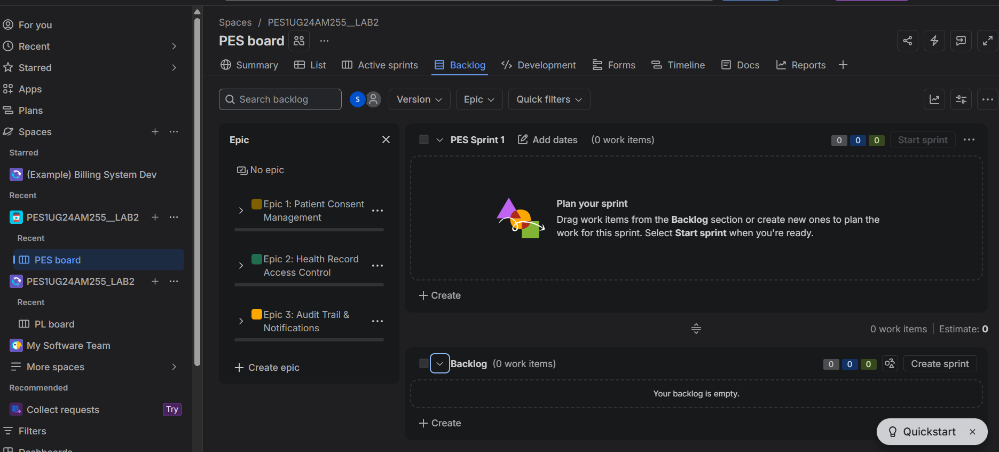 For you
Recent
Starred
Apps
Plans
Spaces
Starred
(Example) Billing System Dev
Recent
PES1UG24AM255__LAB2
Recent
PES board
PES1UG24AM255_LAB2
Recent
PL board
My Software Team
More spaces
Recommended
Collect requests Try
Filters
Dashboards
Spaces / PES1UG24AM255__LAB2
PES board
Summary List Active sprints Backlog Development Forms Timeline Docs Reports
Search backlog S Version Epic Quick filters
Epic
No epic
Epic 1: Patient Consent
Management
Epic 2: Health Record
Access Control
Epic 3: Audit Trail &
Notifications
Create epic
PES Sprint 1 Add dates (0 work items) 0 0 0 Start sprint
Plan your sprint
Drag work items from the Backlog section or create new ones to plan the
work for this sprint. Select Start sprint when you're ready.
Create
0 work items Estimate: 0
Backlog (0 work items) 0 0 0 Create sprint
Your backlog is empty.
Create
Quickstart